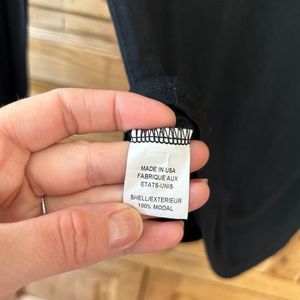 MADE IN USA
FABRIQUE AUX
ETATS-UNIS
SHELL/EXTERIEUR
100% MODAL